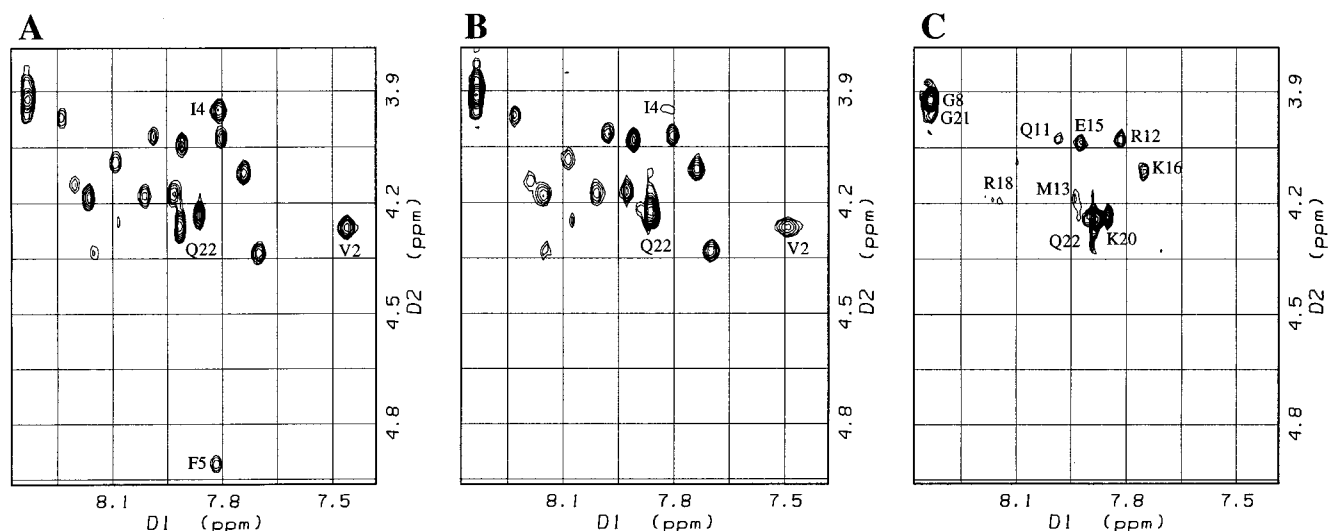 A
I4
Q22
V2
F5
3.9
4.2
4.5
4.8
D2 (ppm)
8.1
7.8
7.5
D1 (ppm)
B
I4
Q22
V2
3.9
4.2
4.5
4.8
D2 (ppm)
8.1
7.8
7.5
D1 (ppm)
C
G8
G21
Q11
E15
R12
K16
R18
M13
Q22
K20
3.9
4.2
4.5
4.8
D2 (ppm)
8.1
7.8
7.5
D1 (ppm)